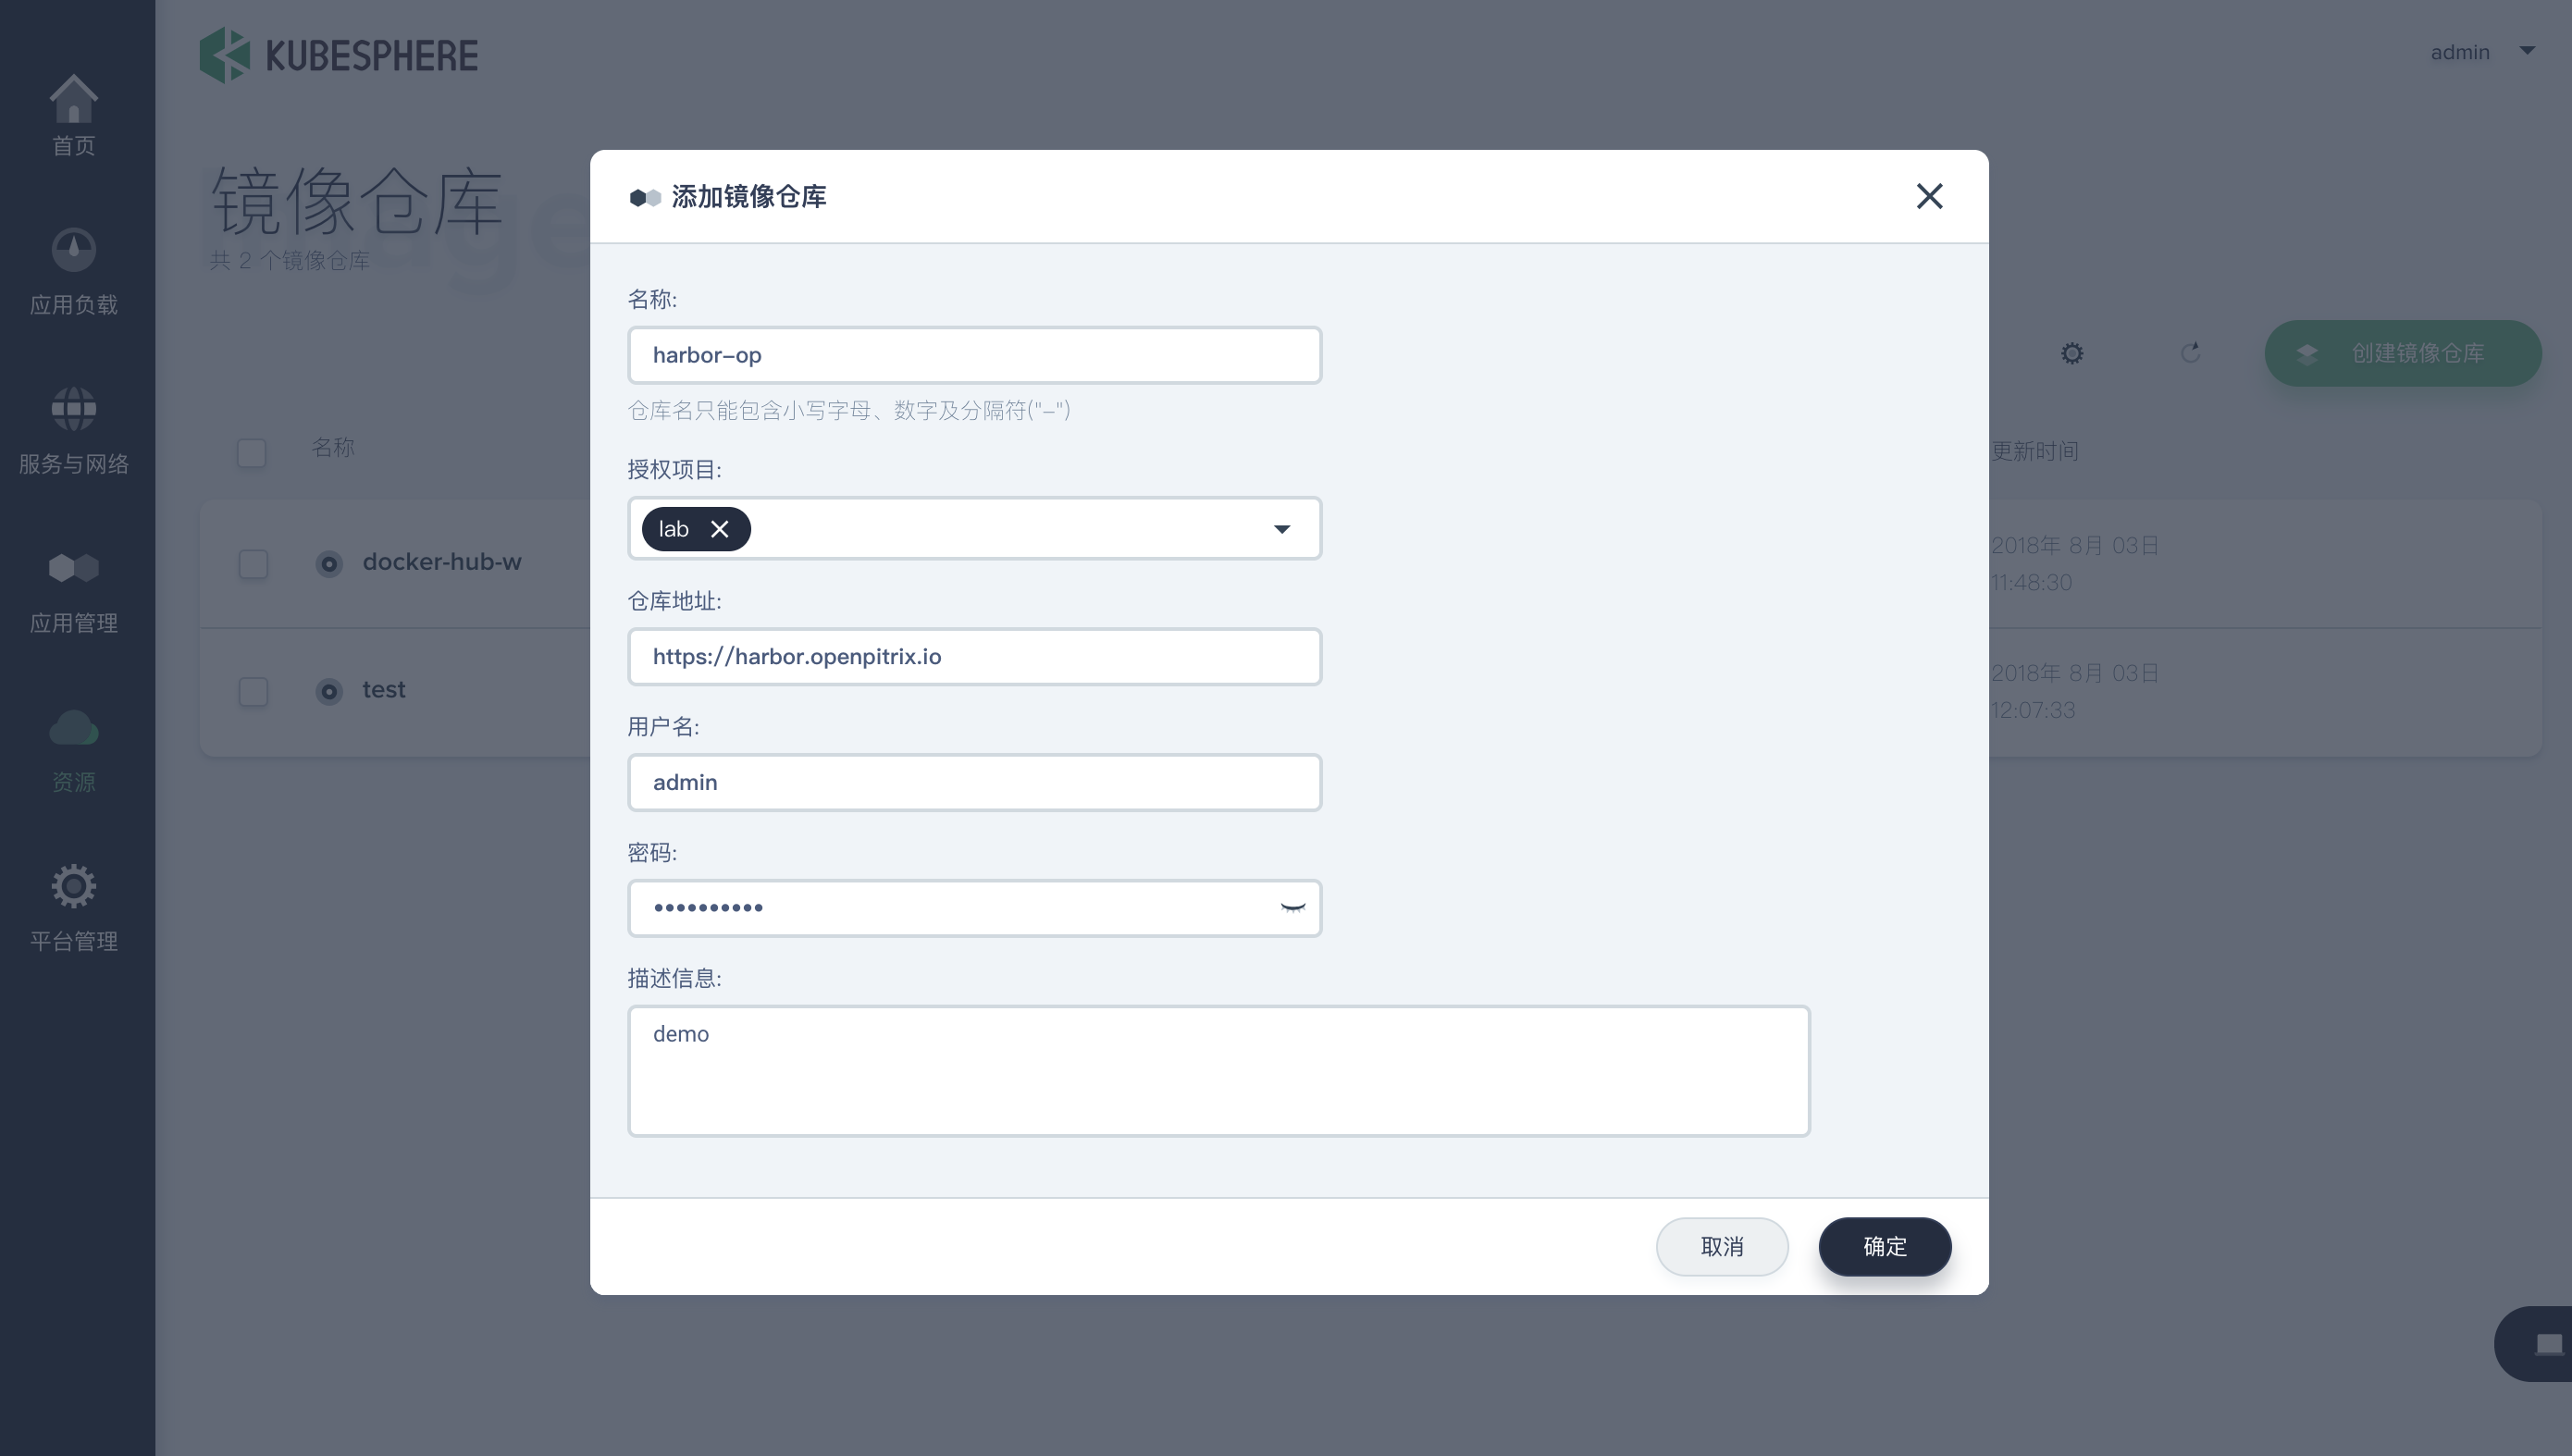 KUBESPHERE
admin
首页
应用负载
服务与网络
应用管理
资源
平台管理
镜像仓库
共 2 个镜像仓库
创建镜像仓库
名称
更新时间
docker-hub-w
2018年 8月 03日
11:48:30
test
2018年 8月 03日
12:07:33
添加镜像仓库
名称:
harbor-op
仓库名只能包含小写字母、数字及分隔符("-")
授权项目:
lab
仓库地址:
https://harbor.openpitrix.io
用户名:
admin
密码:
••••••••••
描述信息:
demo
取消
确定